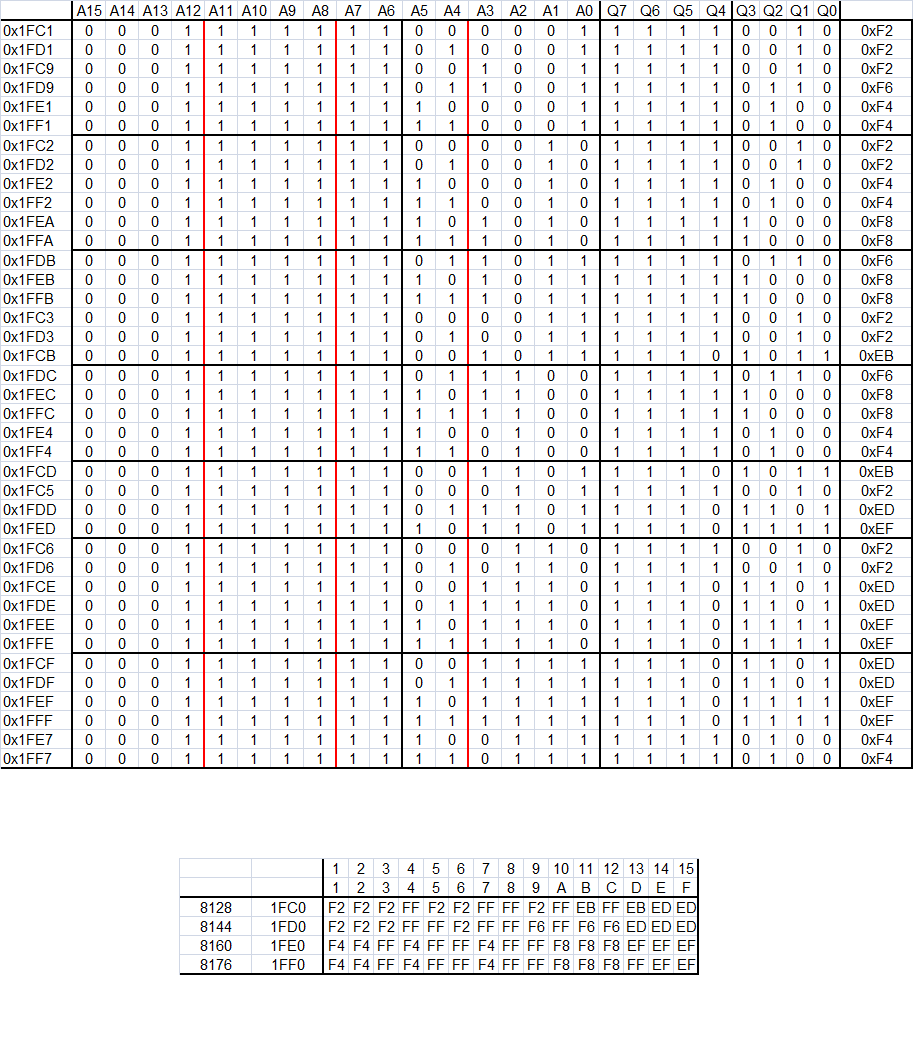 A15 A14 A13 A12 A11 A10 A9 A8 A7 A6 A5 A4 A3 A2 A1 A0 Q7 Q6 Q5 Q4 Q3 Q2 Q1 Q0
0x1FC1 0 0 0 1 1 1 1 1 1 1 0 0 0 0 0 1 1 1 1 1 0 0 1 0 0xF2
0x1FD1 0 0 0 1 1 1 1 1 1 1 0 1 0 0 0 1 1 1 1 1 0 0 1 0 0xF2
0x1FC9 0 0 0 1 1 1 1 1 1 1 0 0 1 0 0 1 1 1 1 1 0 0 1 0 0xF2
0x1FD9 0 0 0 1 1 1 1 1 1 1 0 1 1 0 0 1 1 1 1 1 0 1 1 0 0xF6
0x1FE1 0 0 0 1 1 1 1 1 1 1 1 0 0 0 0 1 1 1 1 1 0 1 0 0 0xF4
0x1FF1 0 0 0 1 1 1 1 1 1 1 1 1 0 0 0 1 1 1 1 1 0 1 0 0 0xF4
0x1FC2 0 0 0 1 1 1 1 1 1 1 0 0 0 0 1 0 1 1 1 1 0 0 1 0 0xF2
0x1FD2 0 0 0 1 1 1 1 1 1 1 0 1 0 0 1 0 1 1 1 1 0 0 1 0 0xF2
0x1FE2 0 0 0 1 1 1 1 1 1 1 1 0 0 0 1 0 1 1 1 1 0 1 0 0 0xF4
0x1FF2 0 0 0 1 1 1 1 1 1 1 1 1 0 0 1 0 1 1 1 1 0 1 0 0 0xF4
0x1FEA 0 0 0 1 1 1 1 1 1 1 1 0 1 0 1 0 1 1 1 1 1 0 0 0 0xF8
0x1FFA 0 0 0 1 1 1 1 1 1 1 1 1 1 0 1 0 1 1 1 1 1 0 0 0 0xF8
0x1FDB 0 0 0 1 1 1 1 1 1 1 0 1 1 0 1 1 1 1 1 1 0 1 1 0 0xF6
0x1FEB 0 0 0 1 1 1 1 1 1 1 1 0 1 0 1 1 1 1 1 1 1 0 0 0 0xF8
0x1FFB 0 0 0 1 1 1 1 1 1 1 1 1 1 0 1 1 1 1 1 1 1 0 0 0 0xF8
0x1FC3 0 0 0 1 1 1 1 1 1 1 0 0 0 0 1 1 1 1 1 1 0 0 1 0 0xF2
0x1FD3 0 0 0 1 1 1 1 1 1 1 0 1 0 0 1 1 1 1 1 1 0 0 1 0 0xF2
0x1FCB 0 0 0 1 1 1 1 1 1 1 0 0 1 0 1 1 1 1 1 0 1 0 1 1 0xEB
0x1FDC 0 0 0 1 1 1 1 1 1 1 0 1 1 1 0 0 1 1 1 1 0 1 1 0 0xF6
0x1FEC 0 0 0 1 1 1 1 1 1 1 1 0 1 1 0 0 1 1 1 1 1 0 0 0 0xF8
0x1FFC 0 0 0 1 1 1 1 1 1 1 1 1 1 1 0 0 1 1 1 1 1 0 0 0 0xF8
0x1FE4 0 0 0 1 1 1 1 1 1 1 1 0 0 1 0 0 1 1 1 1 0 1 0 0 0xF4
0x1FF4 0 0 0 1 1 1 1 1 1 1 1 1 0 1 0 0 1 1 1 1 0 1 0 0 0xF4
0x1FCD 0 0 0 1 1 1 1 1 1 1 0 0 1 1 0 1 1 1 1 0 1 0 1 1 0xEB
0x1FC5 0 0 0 1 1 1 1 1 1 1 0 0 0 1 0 1 1 1 1 1 0 0 1 0 0xF2
0x1FDD 0 0 0 1 1 1 1 1 1 1 0 1 1 1 0 1 1 1 1 0 1 1 0 1 0xED
0x1FED 0 0 0 1 1 1 1 1 1 1 1 0 1 1 0 1 1 1 1 0 1 1 1 1 0xEF
0x1FC6 0 0 0 1 1 1 1 1 1 1 0 0 0 1 1 0 1 1 1 1 0 0 1 0 0xF2
0x1FD6 0 0 0 1 1 1 1 1 1 1 0 1 0 1 1 0 1 1 1 1 0 0 1 0 0xF2
0x1FCE 0 0 0 1 1 1 1 1 1 1 0 0 1 1 1 0 1 1 1 0 1 1 0 1 0xED
0x1FDE 0 0 0 1 1 1 1 1 1 1 0 1 1 1 1 0 1 1 1 0 1 1 0 1 0xED
0x1FEE 0 0 0 1 1 1 1 1 1 1 1 0 1 1 1 0 1 1 1 0 1 1 1 1 0xEF
0x1FFE 0 0 0 1 1 1 1 1 1 1 1 1 1 1 1 0 1 1 1 0 1 1 1 1 0xEF
0x1FCF 0 0 0 1 1 1 1 1 1 1 0 0 1 1 1 1 1 1 1 0 1 1 0 1 0xED
0x1FDF 0 0 0 1 1 1 1 1 1 1 0 1 1 1 1 1 1 1 1 0 1 1 0 1 0xED
0x1FEF 0 0 0 1 1 1 1 1 1 1 1 0 1 1 1 1 1 1 1 0 1 1 1 1 0xEF
0x1FFF 0 0 0 1 1 1 1 1 1 1 1 1 1 1 1 1 1 1 1 0 1 1 1 1 0xEF
0x1FE7 0 0 0 1 1 1 1 1 1 1 1 0 0 1 1 1 1 1 1 1 0 1 0 0 0xF4
0x1FF7 0 0 0 1 1 1 1 1 1 1 1 1 0 1 1 1 1 1 1 1 0 1 0 0 0xF4
1 2 3 4 5 6 7 8 9 10 11 12 13 14 15
1 2 3 4 5 6 7 8 9 A B C D E F
8128 1FC0 F2 F2 F2 FF F2 F2 FF FF F2 FF EB FF EB ED ED
8144 1FD0 F2 F2 F2 FF FF F2 FF FF F6 FF F6 F6 ED ED ED
8160 1FE0 F4 F4 FF F4 FF FF F4 FF FF F8 F8 F8 EF EF EF
8176 1FF0 F4 F4 FF F4 FF FF F4 FF FF F8 F8 F8 FF EF EF